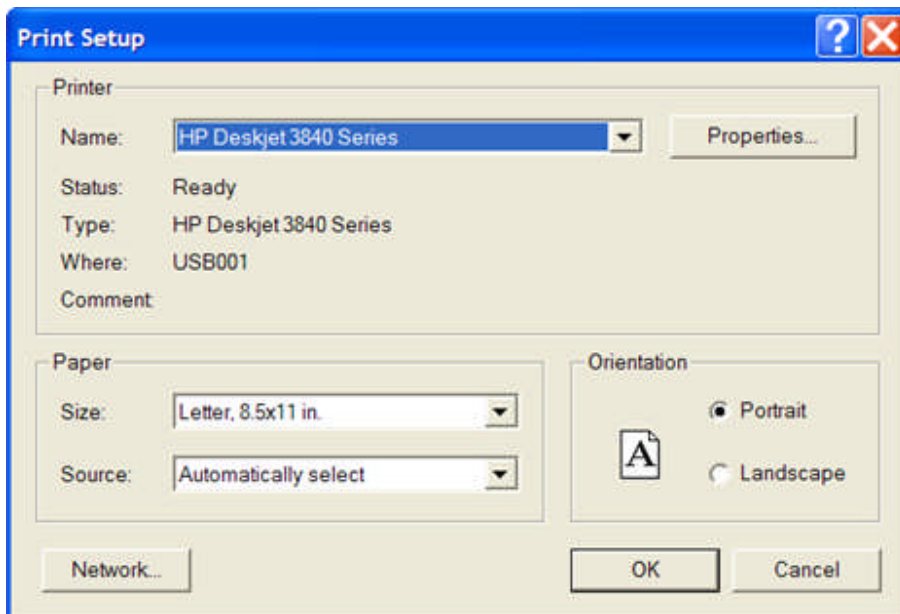 Print Setup
Printer
Name: HP Deskjet 3840 Series Properties...
Status: Ready
Type: HP Deskjet 3840 Series
Where: USB001
Comment
Paper
Size: Letter, 8.5x11 in.
Source: Automatically select
Orientation
A
Portrait
Landscape
Network...
OK
Cancel